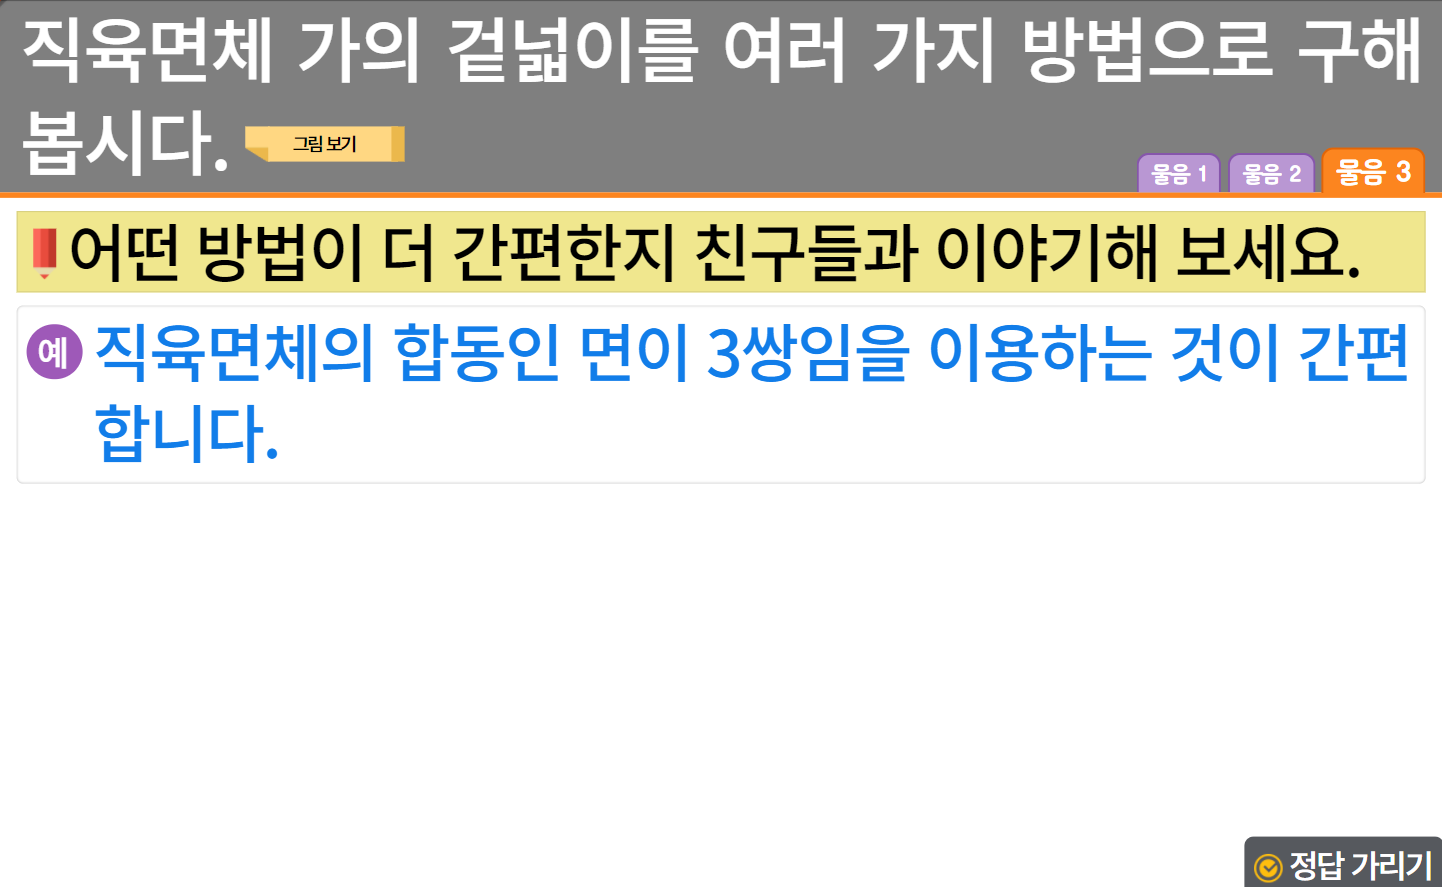 직육면체 가의 겉넓이를 여러 가지 방법으로 구해
봅시다.
그림 보기
물음 1
물음 2
물음 3
어떤 방법이 더 간편한지 친구들과 이야기해 보세요.
예 직육면체의 합동인 면이 3쌍임을 이용하는 것이 간편
합니다.
정답 가리기